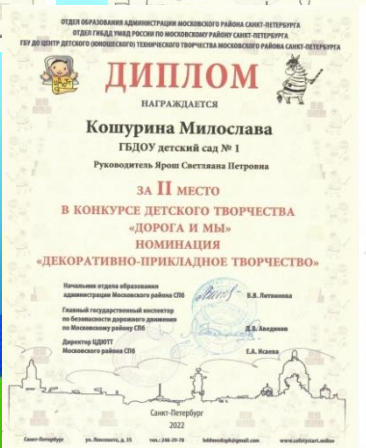 ОТДЕЛ ОБРАЗОВАНИЯ АДМИНИСТРАЦИИ МОСКОВСКОГО РАЙОНА САНКТ-ПЕТЕРБУРГА
ОТДЕЛ ГИБДД УМВД РОССИИ ПО МОСКОВСКОМУ РАЙОНУ САНКТ-ПЕТЕРБУРГА
ГБУ ДО ЦЕНТР ДЕТСКОГО (ЮНОШЕСКОГО) ТЕХНИЧЕСКОГО ТВОРЧЕСТВА МОСКОВСКОГО РАЙОНА САНКТ-ПЕТЕРБУРГА
ДИПЛОМ
НАГРАЖДАЕТСЯ
Кошурина Милослава
ГБДОУ детский сад № 1
Руководитель Ярош Светлана Петровна
ЗА II МЕСТО
В КОНКУРСЕ ДЕТСКОГО ТВОРЧЕСТВА
«ДОРОГА И МЫ»
НОМИНАЦИЯ
«ДЕКОРАТИВНО-ПРИКЛАДНОЕ ТВОРЧЕСТВО»
Начальник отдела образования
администрации Московского района СПб
В.В. Литвинова
Главный государственный инспектор
по безопасности дорожного движения
по Московскому району СПб
Директор ЦДЮТТ
Московского района СПб
Е.А. Исаева
Санкт-Петербург
2022
Санкт-Петербург